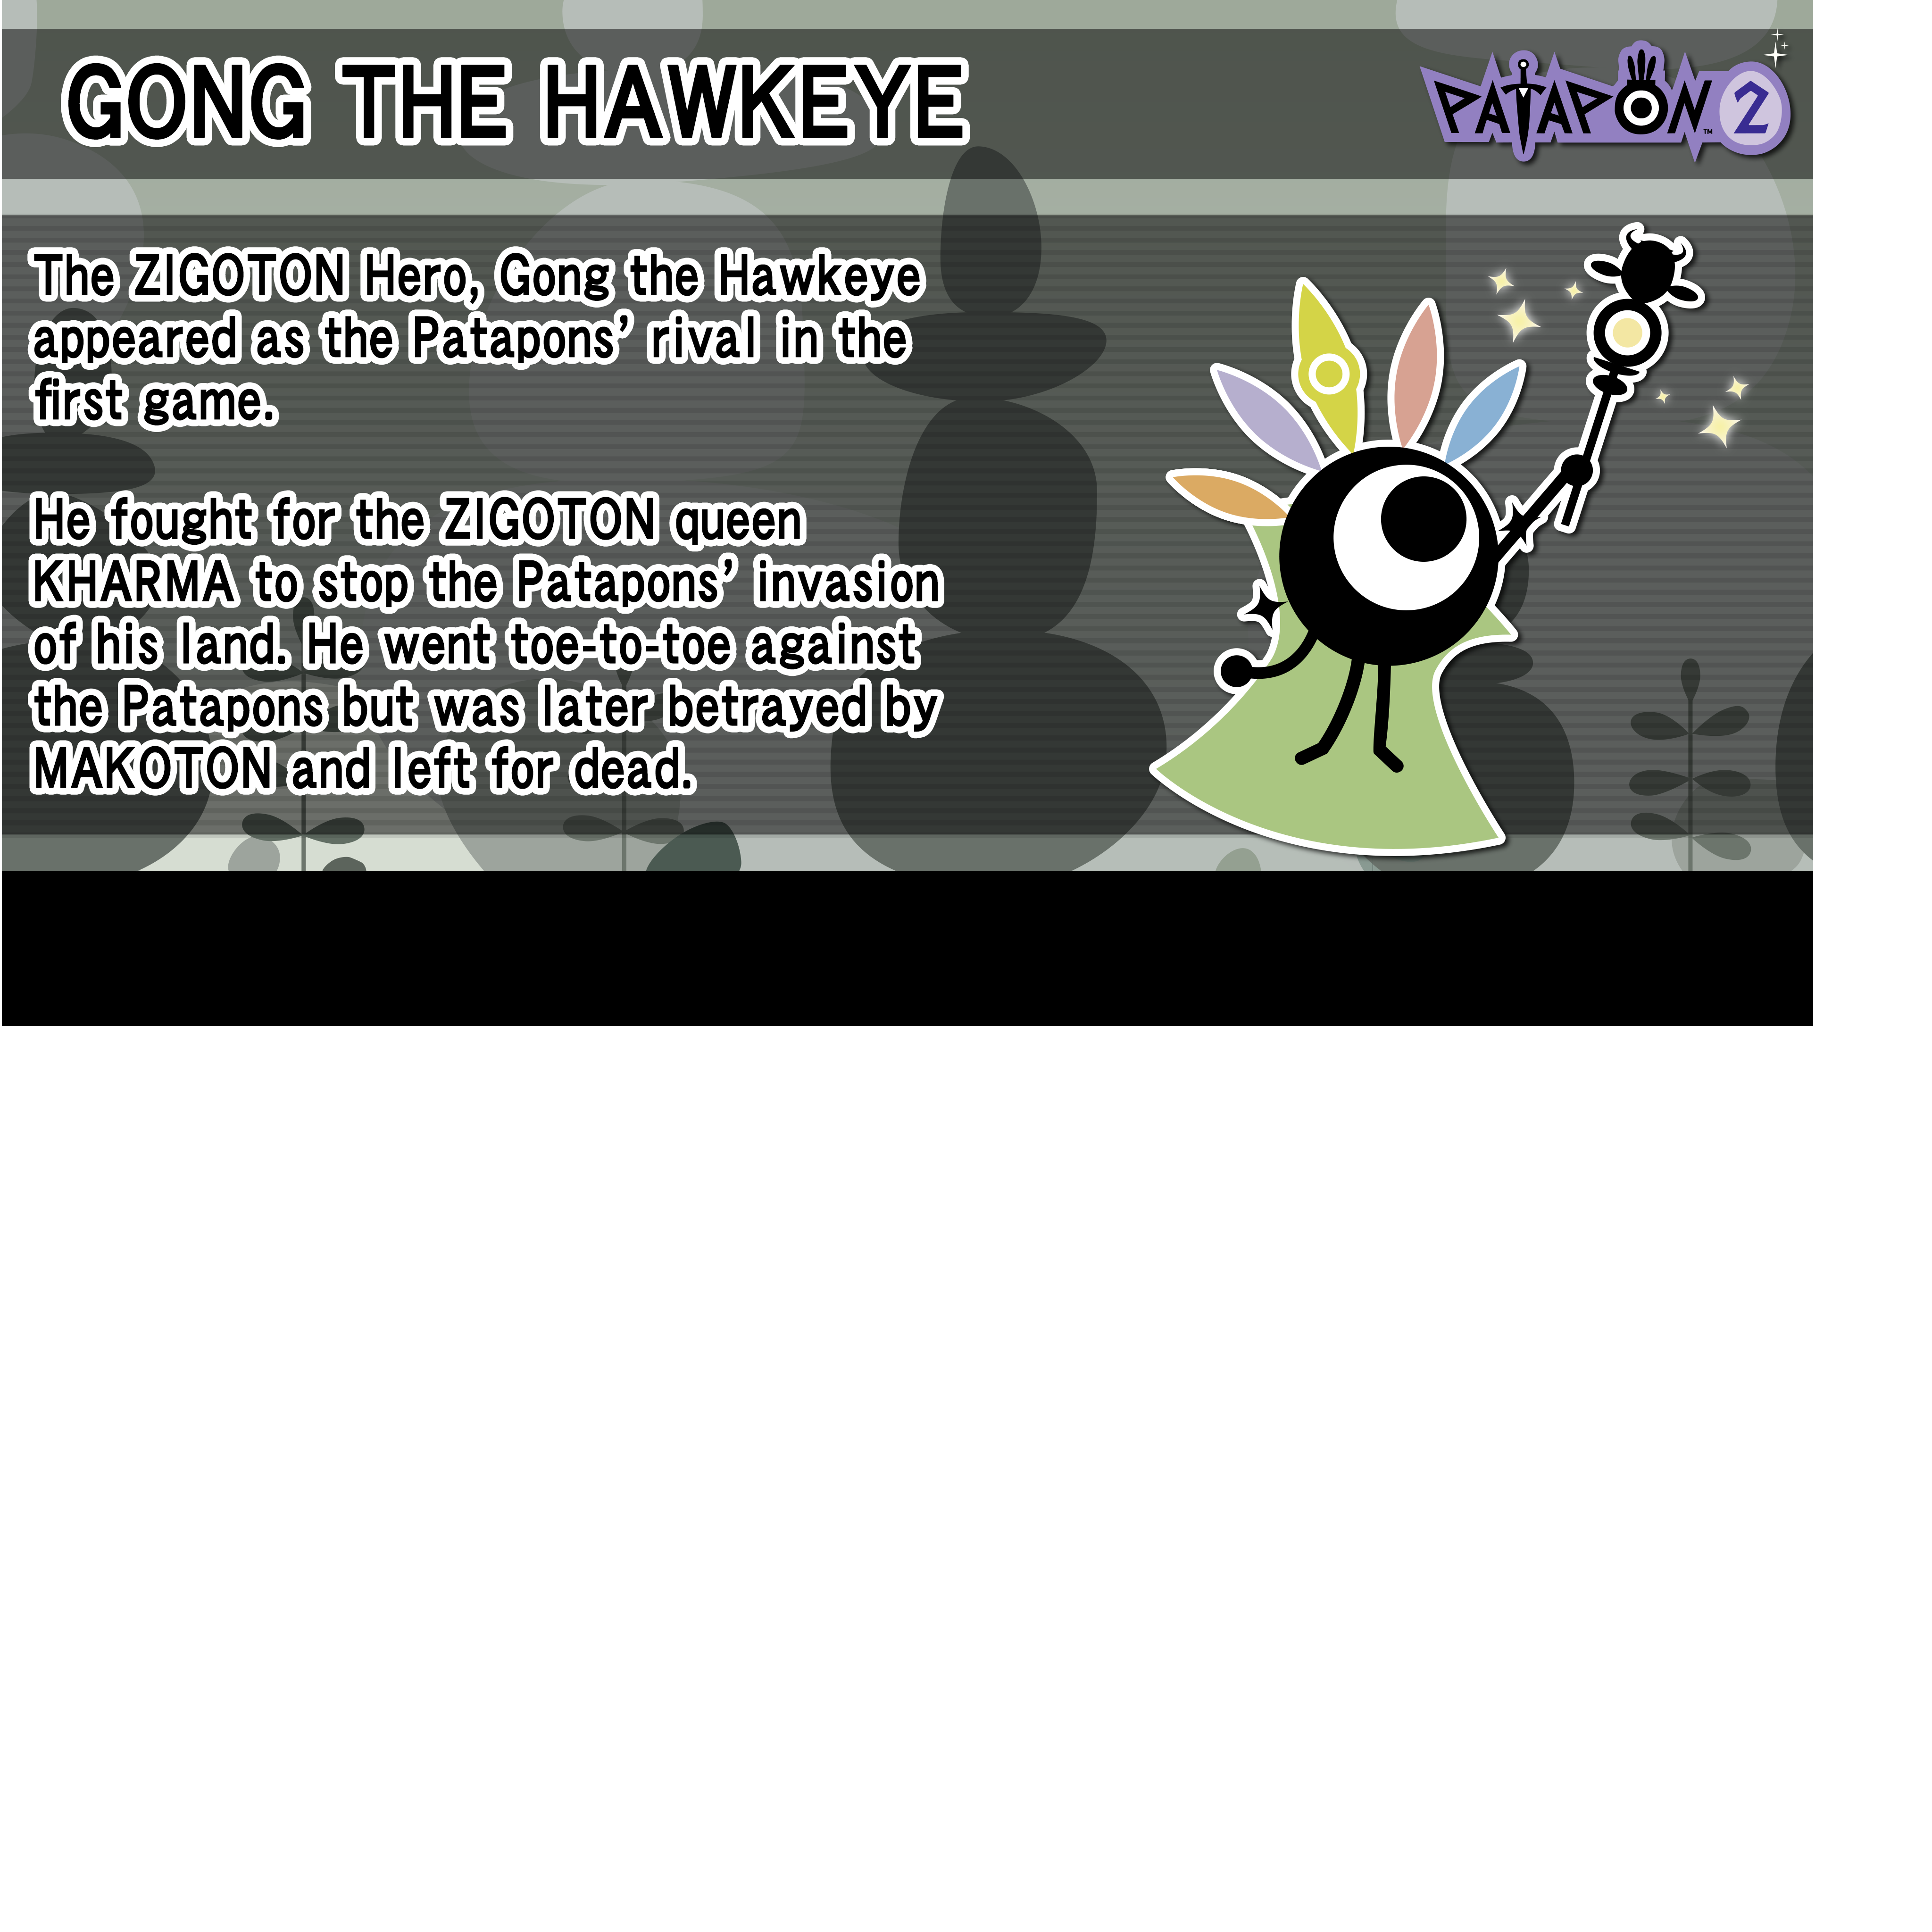 GONG THE HAWKEYE
PATAPON™ 2
The ZIGOTON Hero, Gong the Hawkeye
appeared as the Patapons’ rival in the
first game.
He fought for the ZIGOTON queen
KHARMA to stop the Patapons’ invasion
of his land. He went toe-to-toe against
the Patapons but was later betrayed by
MAKOTON and left for dead.